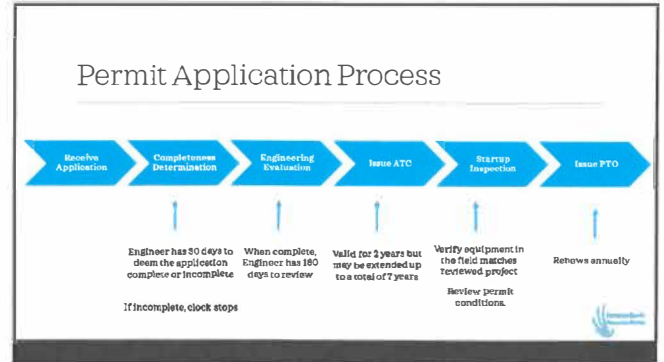 Permit Application Process
Receive
Application
Completeness
Determination
Engineering
Evaluation
Issue ATC
Startup
Inspection
Issue PTO
Engineer has 30 days to
deem the application
complete or incomplete
If incomplete, clock stops
When complete,
Engineer has 180
days to review
Valid for 2 years but
may be extended up
to a total of 7 years
Verify equipment in
the field matches
reviewed project
Review permit
conditions.
Renews annually